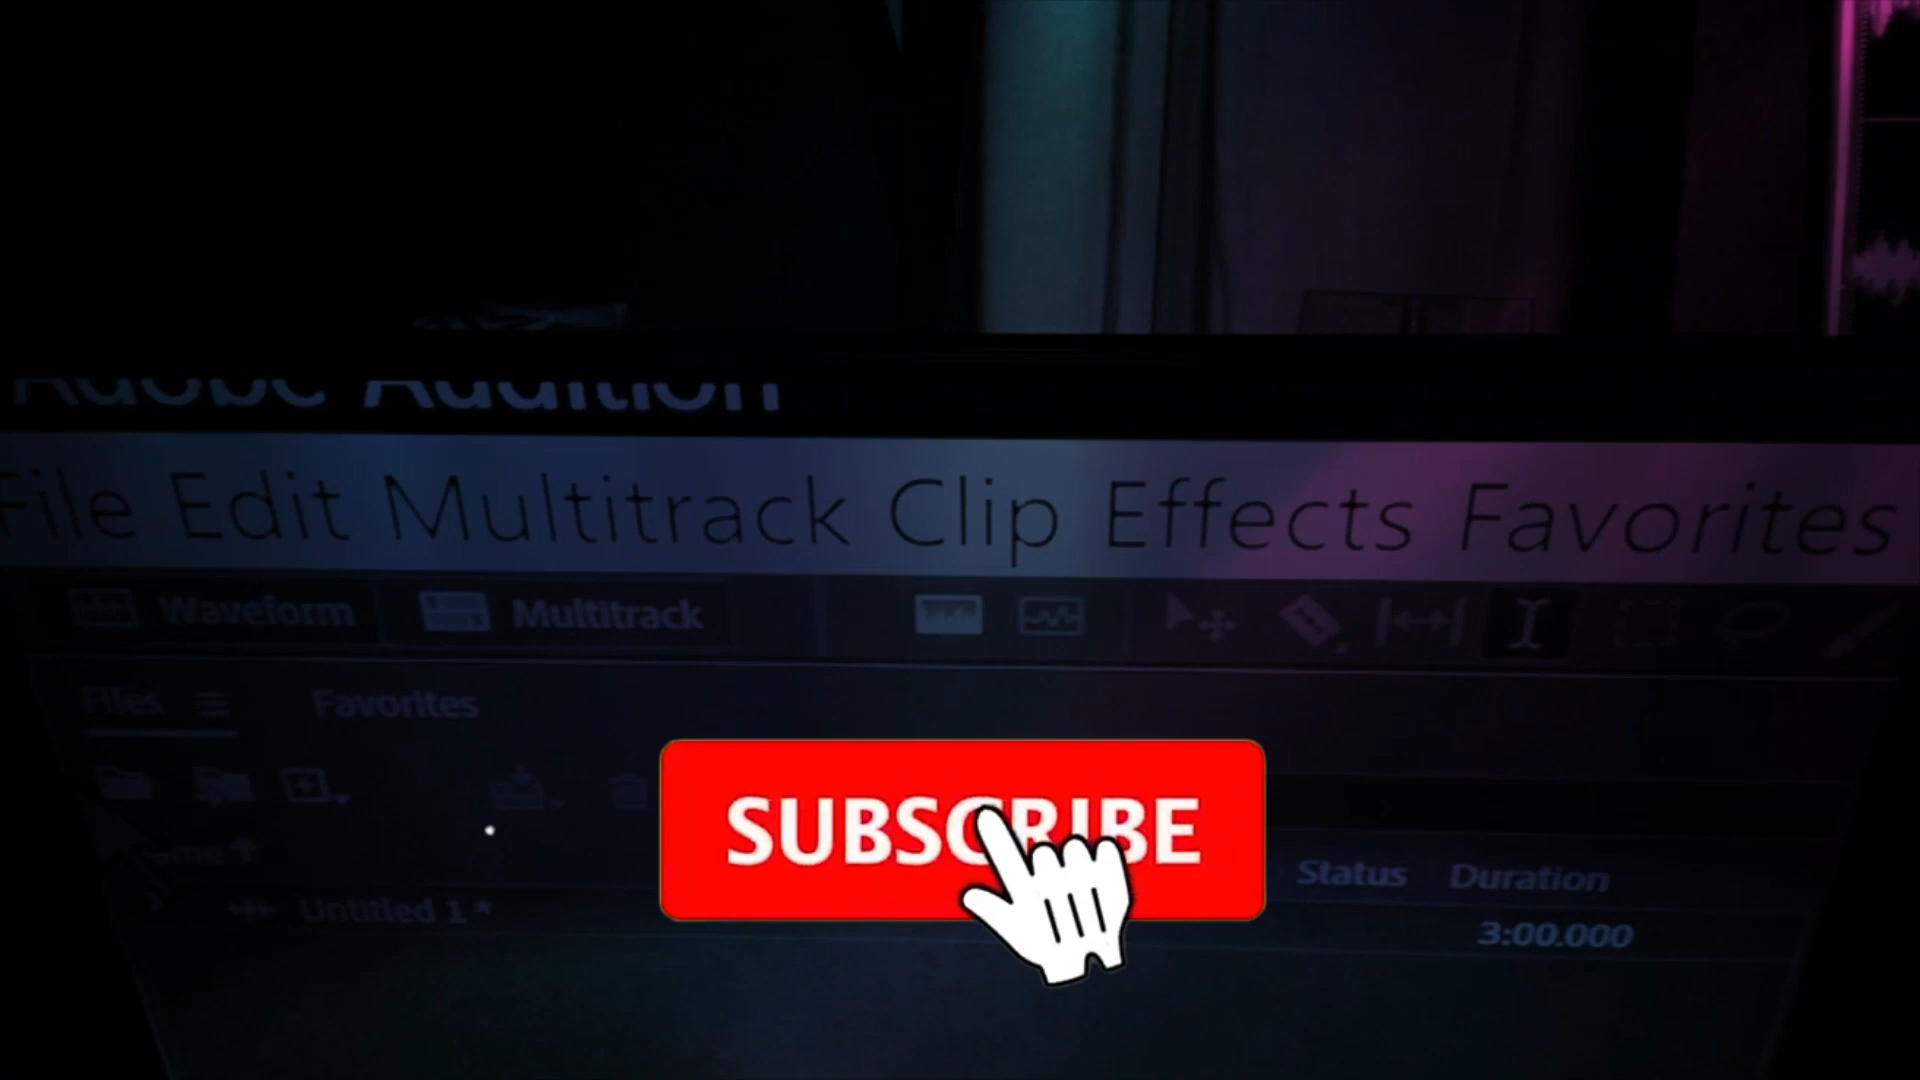 Adobe Audition
File Edit Multitrack Clip Effects Favorites
Waveform Multitrack
Files Favorites
SUBSCRIBE
Status Duration
Untitled 1 *
3:00.000